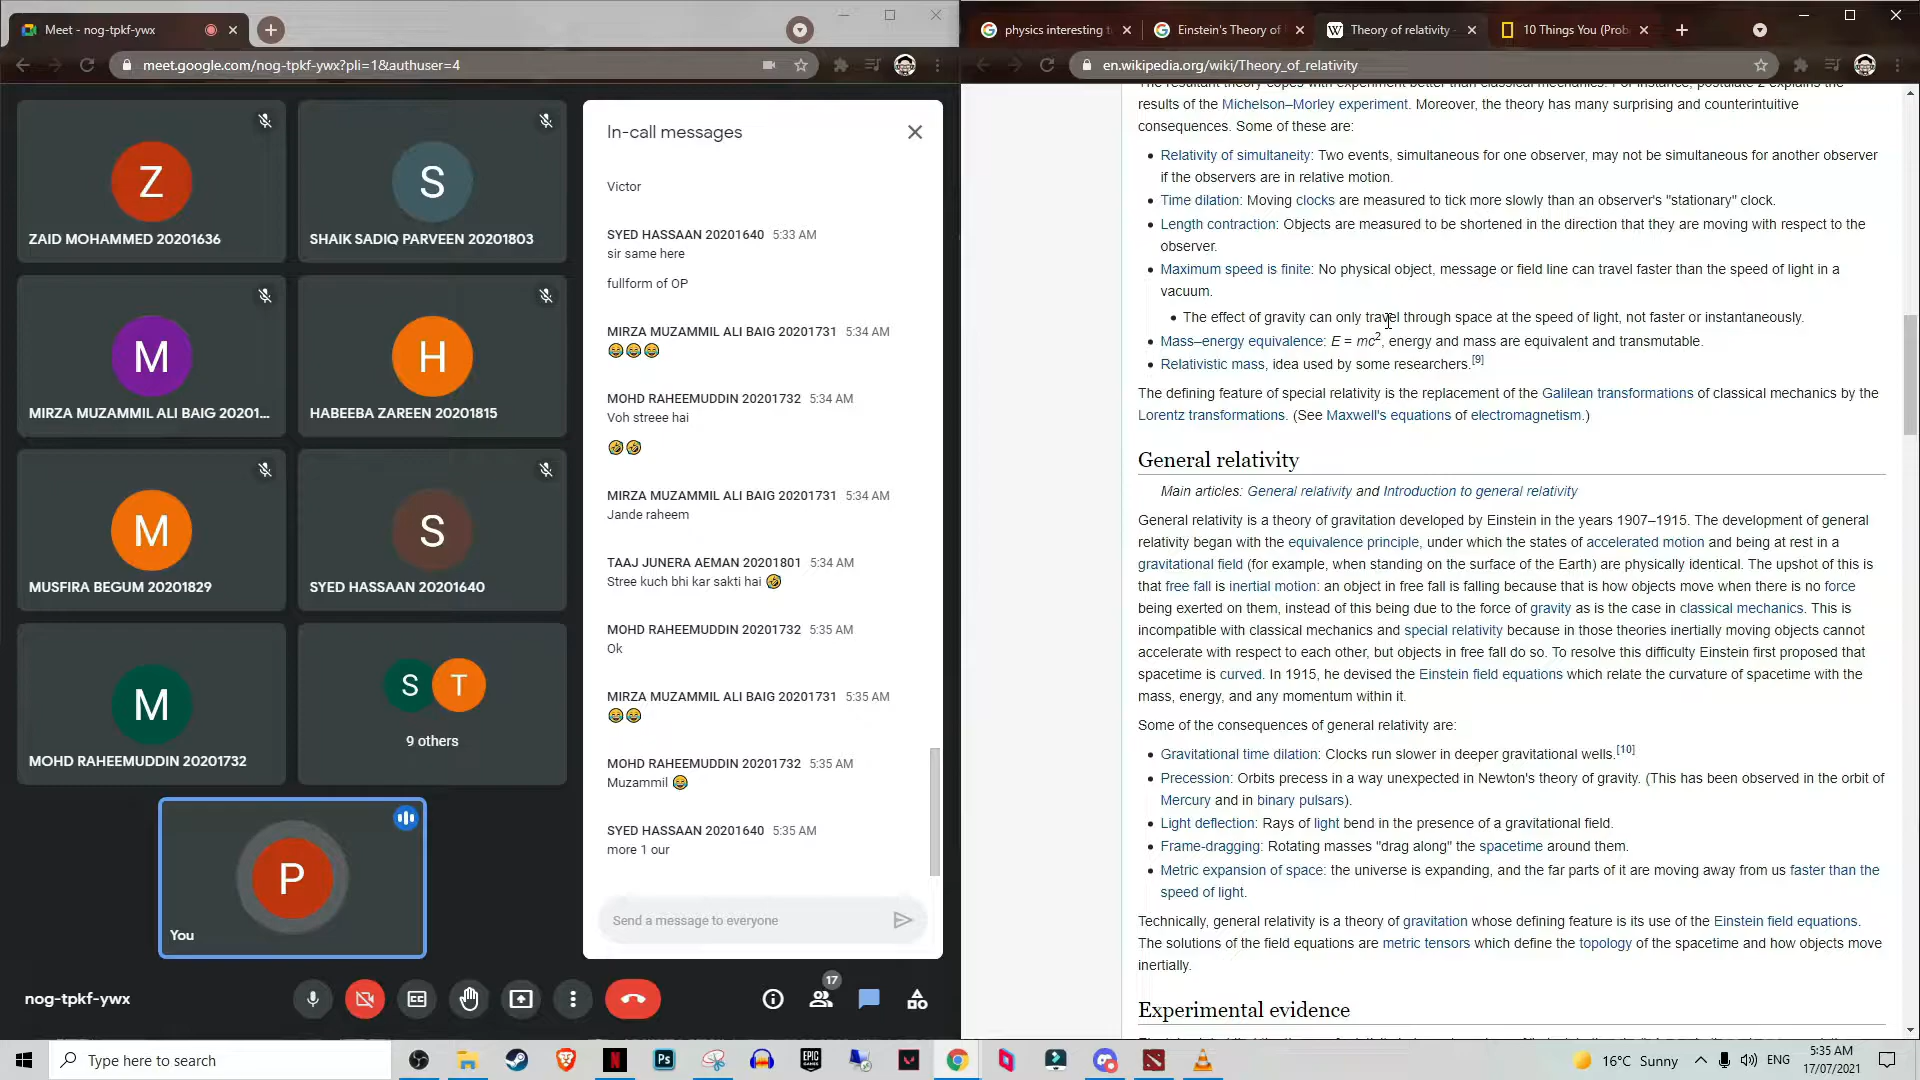 Meet - nog-tpkf-ywx
meet.google.com/nog-tpkf-ywx?pli=1&authuser=4
Z
ZAID MOHAMMED 20201636
S
SHAIK SADIQ PARVEEN 20201803
M
MIRZA MUZAMMIL ALI BAIG 20201...
H
HABEEBA ZAREEN 20201815
M
MUSFIRA BEGUM 20201829
S
SYED HASSAAN 20201640
M
MOHD RAHEEMUDDIN 20201732
S T
9 others
P
You
In-call messages
Victor
SYED HASSAAN 20201640 5:33 AM
sir same here
fullform of OP
MIRZA MUZAMMIL ALI BAIG 20201731 5:34 AM
😂😂😂
MOHD RAHEEMUDDIN 20201732 5:34 AM
Voh streee hai
🤣🤣
MIRZA MUZAMMIL ALI BAIG 20201731 5:34 AM
Jande raheem
TAAJ JUNERA AEMAN 20201801 5:34 AM
Stree kuch bhi kar sakti hai 🤣
MOHD RAHEEMUDDIN 20201732 5:35 AM
Ok
MIRZA MUZAMMIL ALI BAIG 20201731 5:35 AM
😂😂
MOHD RAHEEMUDDIN 20201732 5:35 AM
Muzammil 😂
SYED HASSAAN 20201640 5:35 AM
more 1 our
Send a message to everyone
nog-tpkf-ywx
17
physics interesting t
Einstein's Theory of
W Theory of relativity
10 Things You (Prob
en.wikipedia.org/wiki/Theory_of_relativity
The resultant theory copes with experiment better than classical mechanics. For instance, postulate 2 explains the
results of the Michelson–Morley experiment. Moreover, the theory has many surprising and counterintuitive
consequences. Some of these are:
• Relativity of simultaneity: Two events, simultaneous for one observer, may not be simultaneous for another observer
if the observers are in relative motion.
• Time dilation: Moving clocks are measured to tick more slowly than an observer's "stationary" clock.
• Length contraction: Objects are measured to be shortened in the direction that they are moving with respect to the
observer.
• Maximum speed is finite: No physical object, message or field line can travel faster than the speed of light in a
vacuum.
• The effect of gravity can only travel through space at the speed of light, not faster or instantaneously.
• Mass–energy equivalence: E = mc², energy and mass are equivalent and transmutable.
• Relativistic mass, idea used by some researchers.[9]
The defining feature of special relativity is the replacement of the Galilean transformations of classical mechanics by the
Lorentz transformations. (See Maxwell's equations of electromagnetism.)
General relativity
Main articles: General relativity and Introduction to general relativity
General relativity is a theory of gravitation developed by Einstein in the years 1907–1915. The development of general
relativity began with the equivalence principle, under which the states of accelerated motion and being at rest in a
gravitational field (for example, when standing on the surface of the Earth) are physically identical. The upshot of this is
that free fall is inertial motion: an object in free fall is falling because that is how objects move when there is no force
being exerted on them, instead of this being due to the force of gravity as is the case in classical mechanics. This is
incompatible with classical mechanics and special relativity because in those theories inertially moving objects cannot
accelerate with respect to each other, but objects in free fall do so. To resolve this difficulty Einstein first proposed that
spacetime is curved. In 1915, he devised the Einstein field equations which relate the curvature of spacetime with the
mass, energy, and any momentum within it.
Some of the consequences of general relativity are:
• Gravitational time dilation: Clocks run slower in deeper gravitational wells.[10]
• Precession: Orbits precess in a way unexpected in Newton's theory of gravity. (This has been observed in the orbit of
Mercury and in binary pulsars).
• Light deflection: Rays of light bend in the presence of a gravitational field.
• Frame-dragging: Rotating masses "drag along" the spacetime around them.
• Metric expansion of space: the universe is expanding, and the far parts of it are moving away from us faster than the
speed of light.
Technically, general relativity is a theory of gravitation whose defining feature is its use of the Einstein field equations.
The solutions of the field equations are metric tensors which define the topology of the spacetime and how objects move
inertially.
Experimental evidence
Type here to search
16°C Sunny
ENG
5:35 AM
17/07/2021